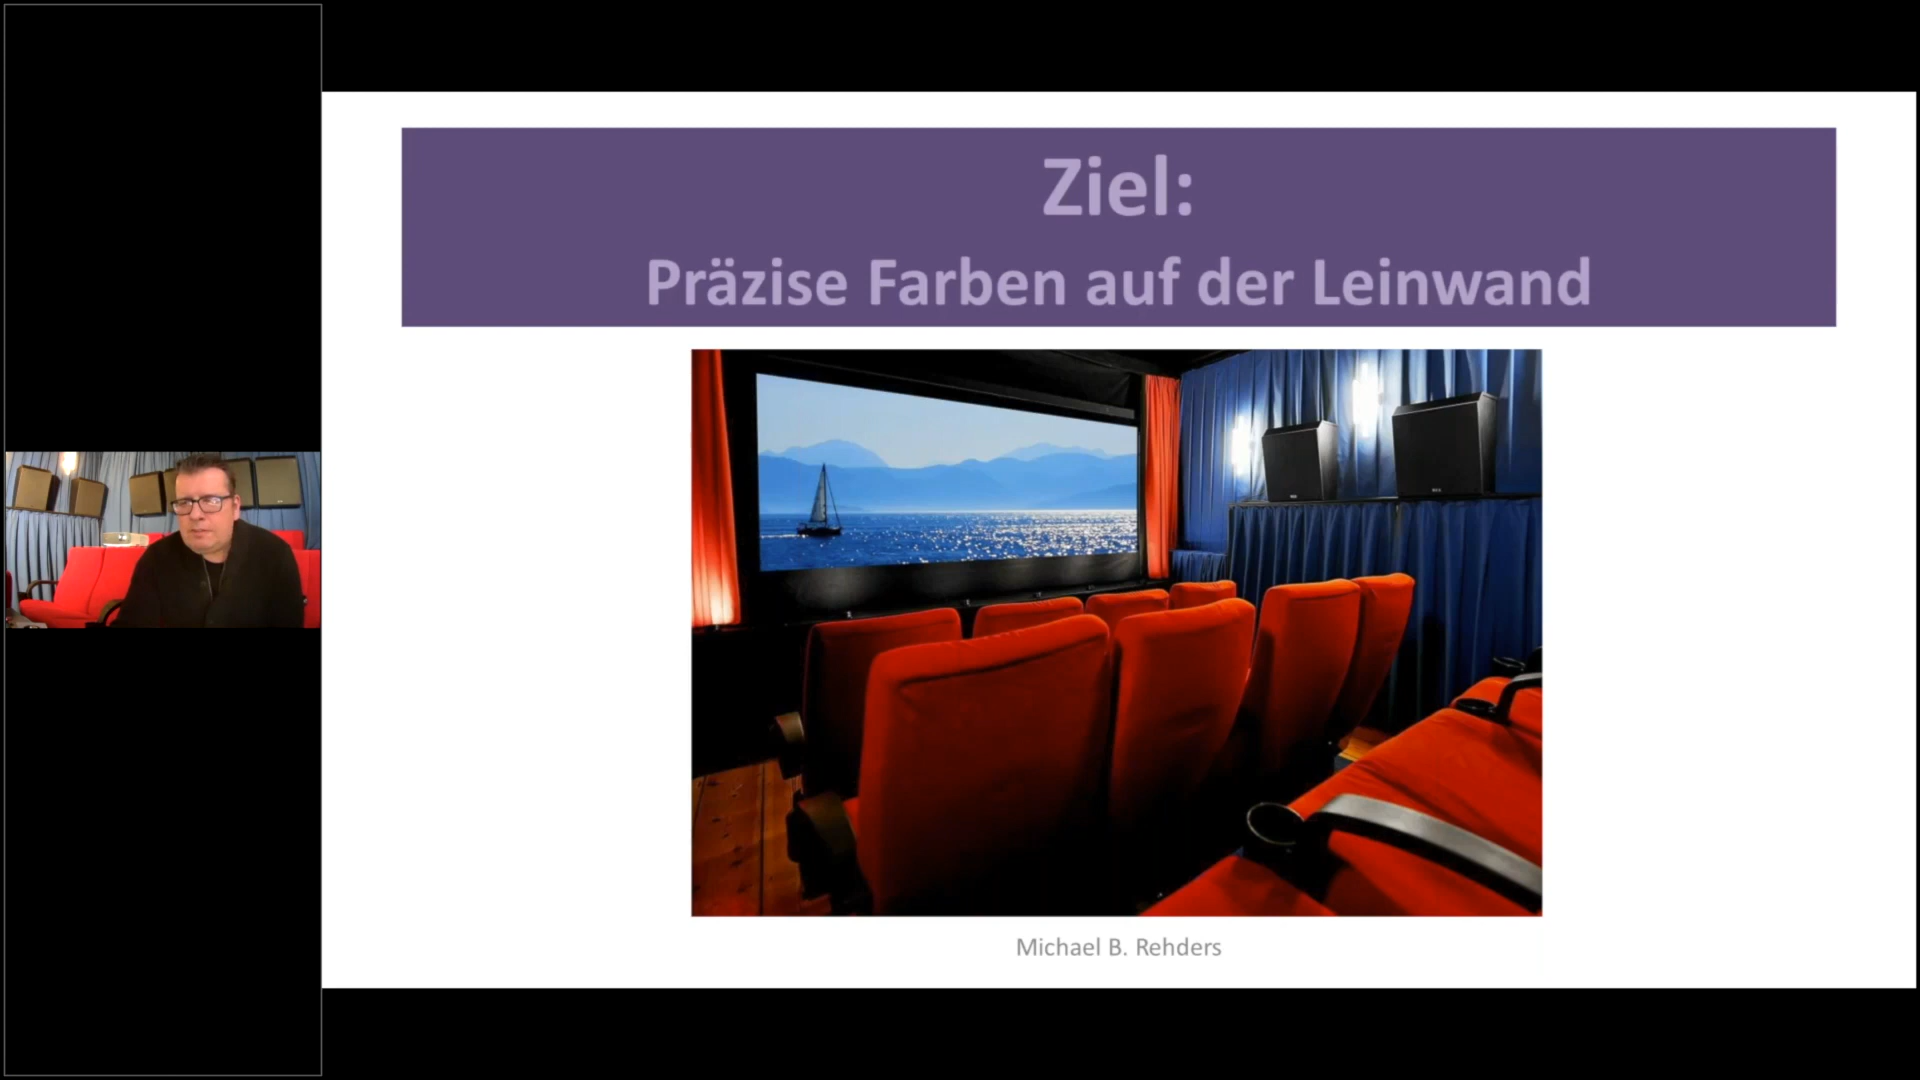 Ziel:
Präzise Farben auf der Leinwand
Michael B. Rehders